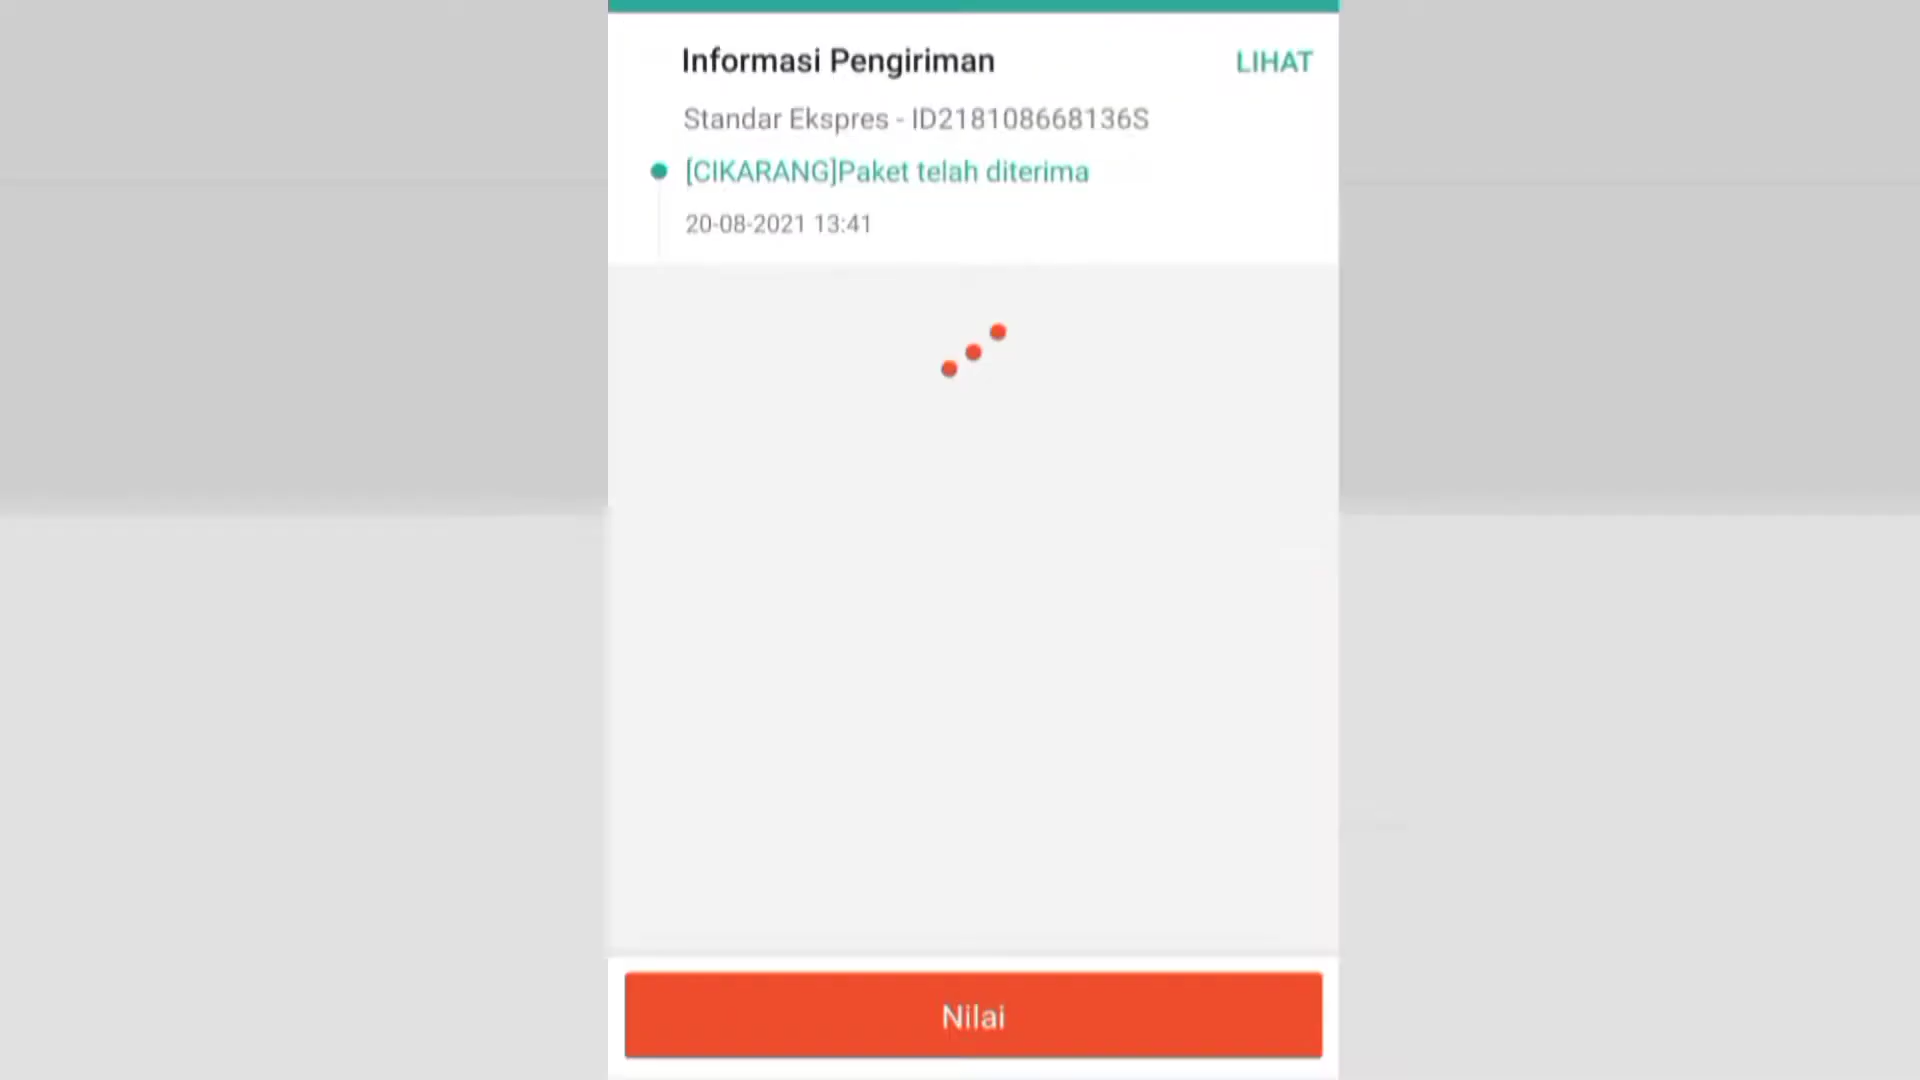 Informasi Pengiriman LIHAT
Standar Ekspres - ID218108668136S
[CIKARANG]Paket telah diterima
20-08-2021 13:41
Nilai